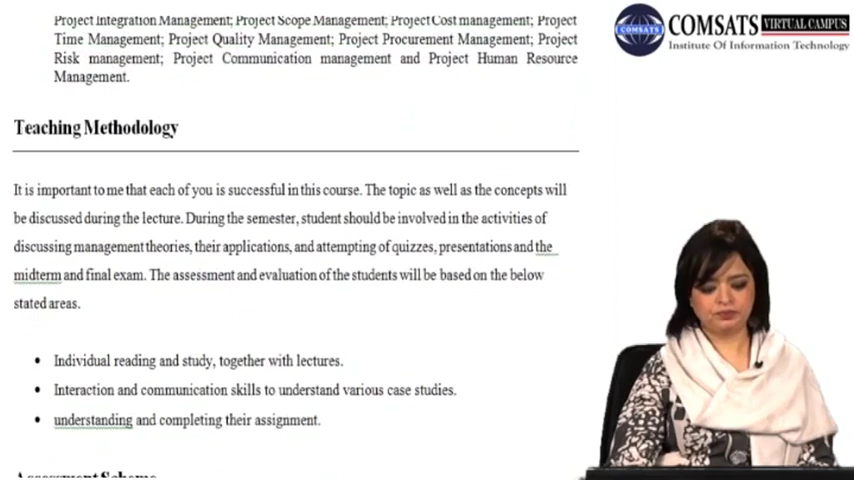 Project Integration Management; Project Scope Management; Project Cost management; Project
Time Management; Project Quality Management; Project Procurement Management; Project
Risk management; Project Communication management and Project Human Resource
Management.
COMSATS
COMSATS VIRTUAL CAMPUS
Institute Of Information Technology
Teaching Methodology
It is important to me that each of you is successful in this course. The topic as well as the concepts will
be discussed during the lecture. During the semester, student should be involved in the activities of
discussing management theories, their applications, and attempting of quizzes, presentations and the
midterm and final exam. The assessment and evaluation of the students will be based on the below
stated areas.
• Individual reading and study, together with lectures.
• Interaction and communication skills to understand various case studies.
• understanding and completing their assignment.
Assessment Scheme